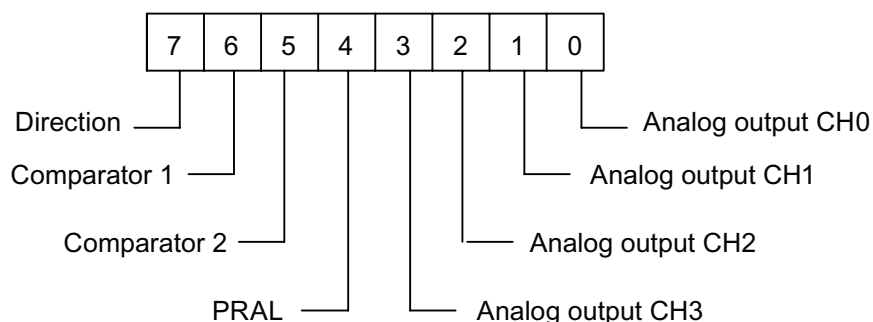 7 6 5 4 3 2 1 0
Direction
Analog output CH0
Comparator 1
Analog output CH1
Comparator 2
Analog output CH2
PRAL
Analog output CH3